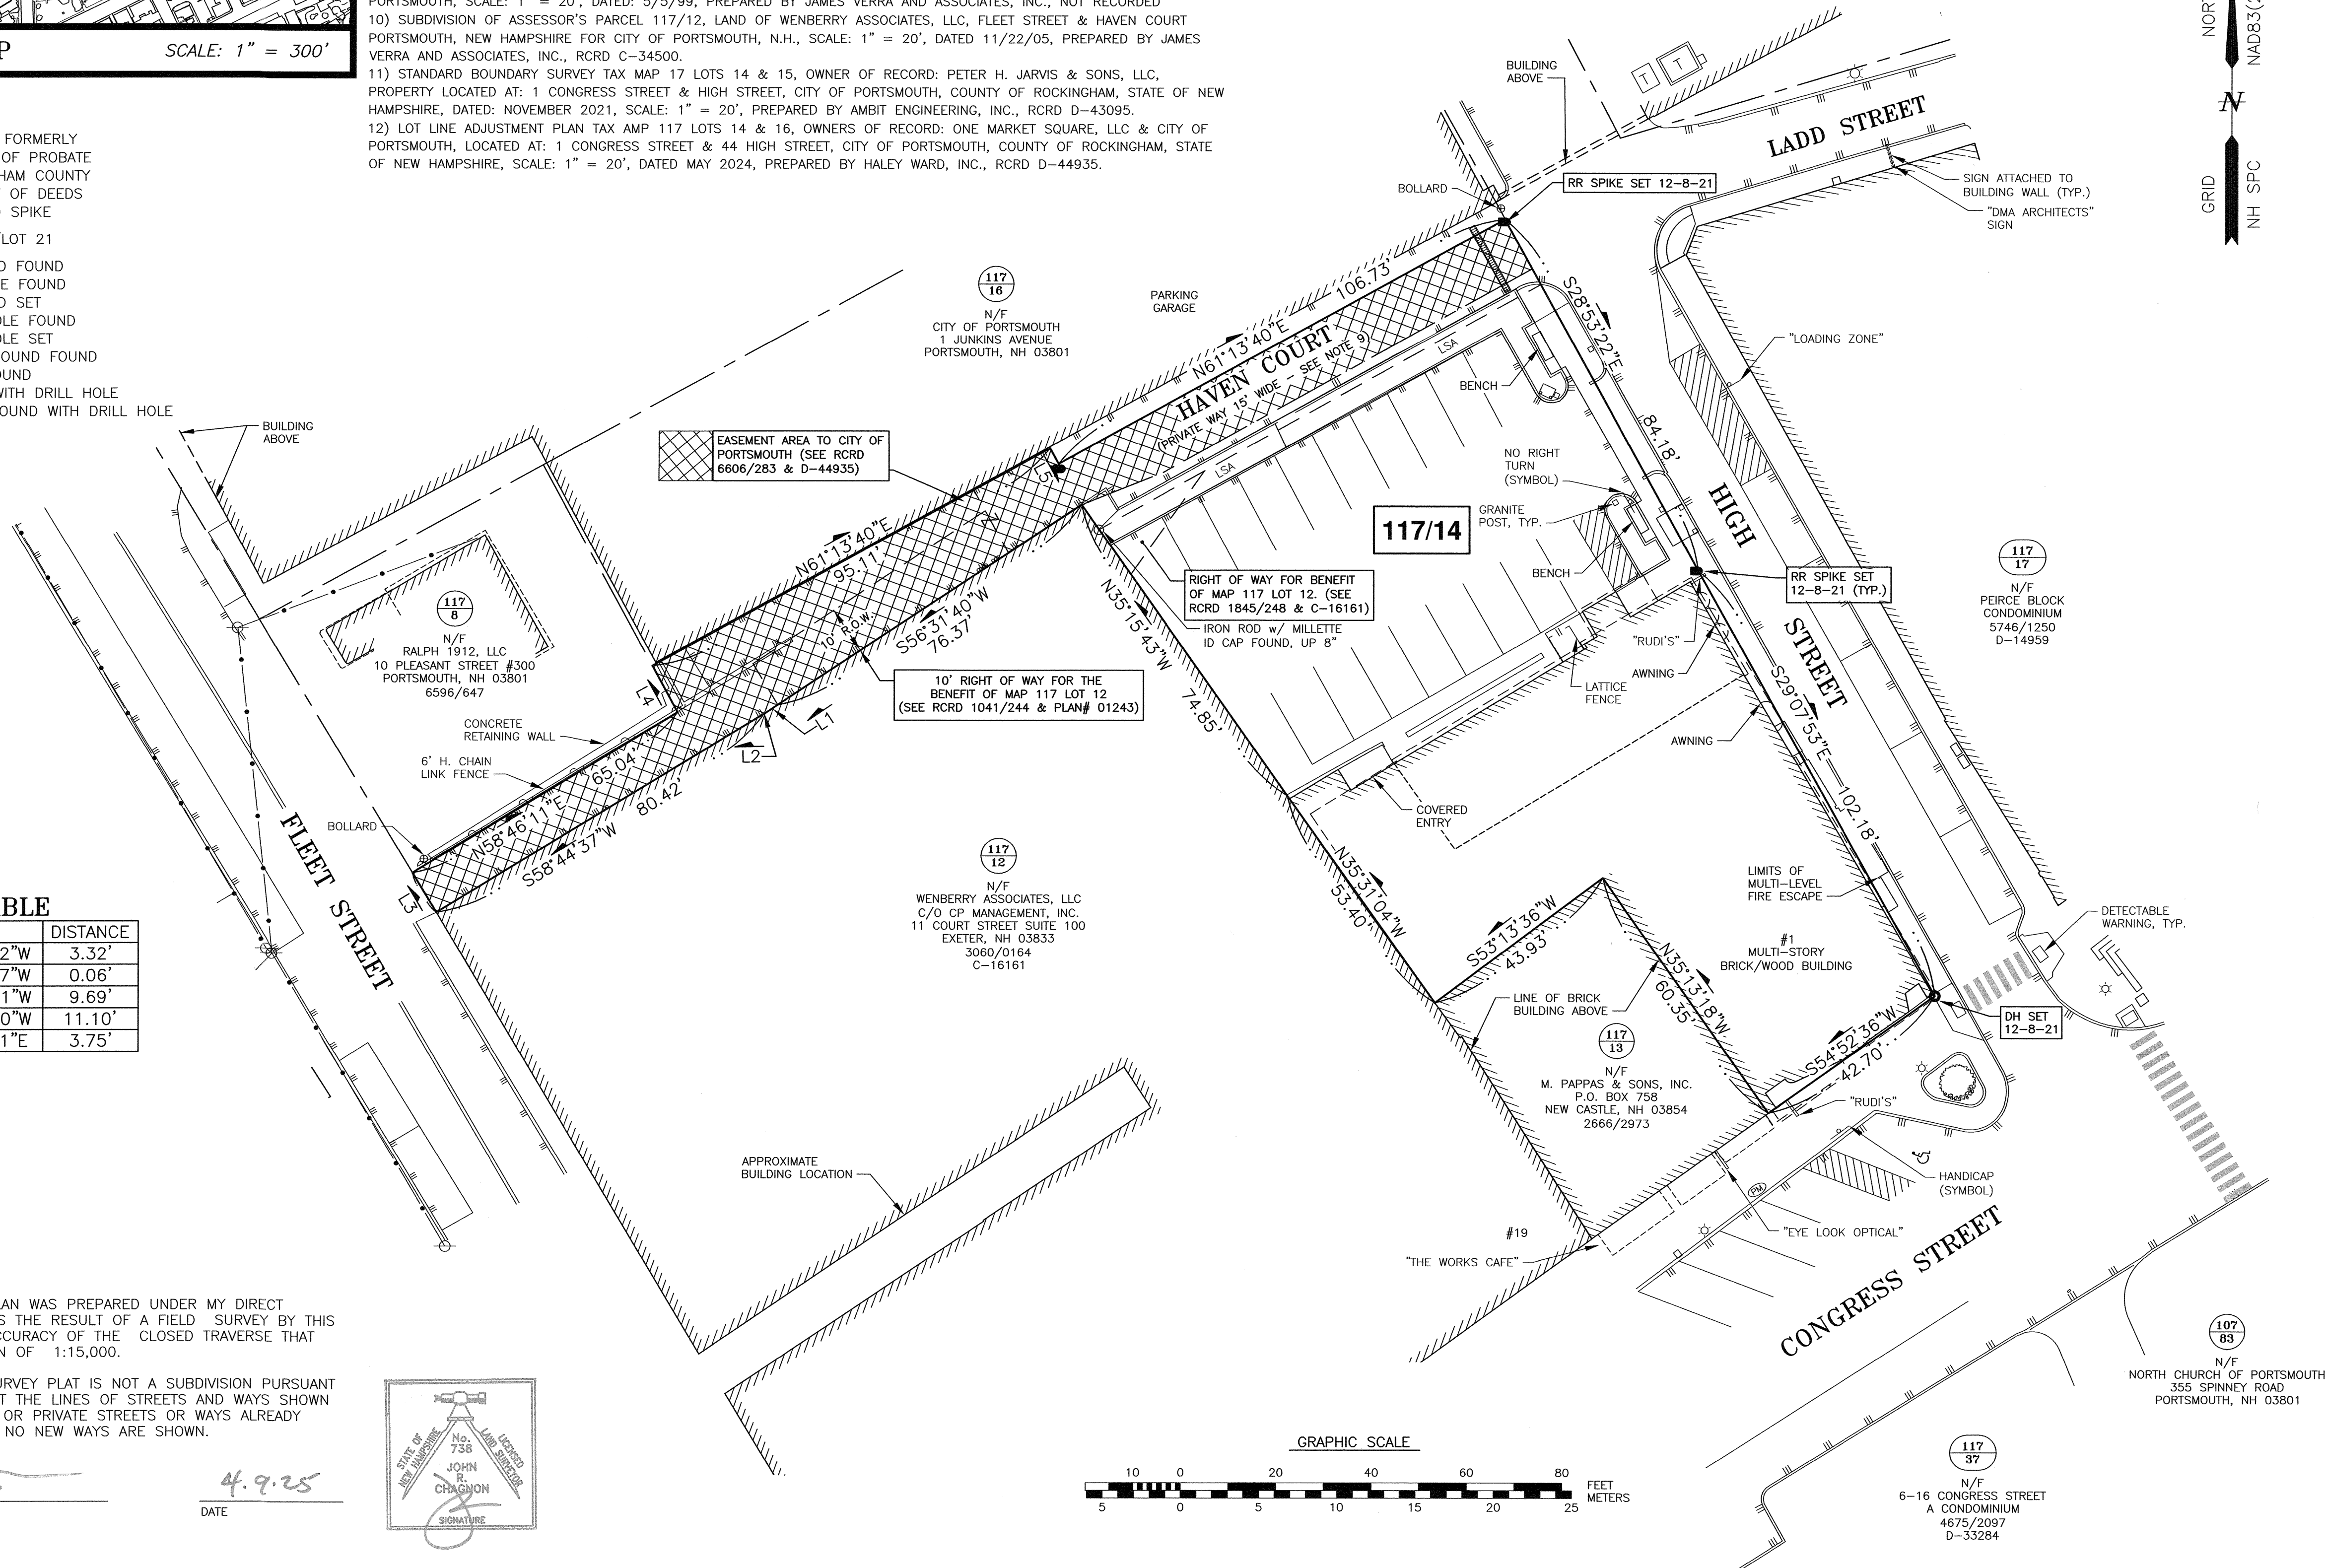 PORTSMOUTH, SCALE: 1" = 20', DATED: 5/5/99, PREPARED BY JAMES VERRA AND ASSOCIATES, INC., NOT RECORDED
10) SUBDIVISION OF ASSESSOR'S PARCEL 117/12, LAND OF WENBERRY ASSOCIATES, LLC, FLEET STREET & HAVEN COURT
PORTSMOUTH, NEW HAMPSHIRE FOR CITY OF PORTSMOUTH, N.H., SCALE: 1" = 20', DATED 11/22/05, PREPARED BY JAMES
VERRA AND ASSOCIATES, INC., RCRD C-34500.
11) STANDARD BOUNDARY SURVEY TAX MAP 17 LOTS 14 & 15, OWNER OF RECORD: PETER H. JARVIS & SONS, LLC,
PROPERTY LOCATED AT: 1 CONGRESS STREET & HIGH STREET, CITY OF PORTSMOUTH, COUNTY OF ROCKINGHAM, STATE OF NEW
HAMPSHIRE, DATED: NOVEMBER 2021, SCALE: 1" = 20', PREPARED BY AMBIT ENGINEERING, INC., RCRD D-43095.
12) LOT LINE ADJUSTMENT PLAN TAX AMP 117 LOTS 14 & 16, OWNERS OF RECORD: ONE MARKET SQUARE, LLC & CITY OF
PORTSMOUTH, LOCATED AT: 1 CONGRESS STREET & 44 HIGH STREET, CITY OF PORTSMOUTH, COUNTY OF ROCKINGHAM, STATE
OF NEW HAMPSHIRE, SCALE: 1" = 20', DATED MAY 2024, PREPARED BY HALEY WARD, INC., RCRD D-44935.
P
SCALE: 1" = 300'
FORMERLY
OF PROBATE
HAM COUNTY
OF DEEDS
SPIKE
LOT 21
D FOUND
E FOUND
D SET
OLE FOUND
OLE SET
OUND FOUND
OUND
WITH DRILL HOLE
OUND WITH DRILL HOLE
GRID
N
NAD83(2
NH SPC
BUILDING
ABOVE
T
T
LADD STREET
BOLLARD
RR SPIKE SET 12-8-21
SIGN ATTACHED TO
BUILDING WALL (TYP.)
"DMA ARCHITECTS"
SIGN
117
16
N/F
CITY OF PORTSMOUTH
1 JUNKINS AVENUE
PORTSMOUTH, NH 03801
PARKING
GARAGE
106.73'
N61°13'40"E
HAVEN COURT
(PRIVATE WAY 15' WIDE - SEE NOTE 9)
LSA
LSA
S28°53'22"E
84.18'
BENCH
"LOADING ZONE"
NO RIGHT
TURN
(SYMBOL)
GRANITE
POST, TYP.
117/14
BENCH
HIGH STREET
RR SPIKE SET
12-8-21 (TYP.)
117
17
N/F
PEIRCE BLOCK
CONDOMINIUM
5746/1250
D-14959
BUILDING
ABOVE
EASEMENT AREA TO CITY OF
PORTSMOUTH (SEE RCRD
6606/283 & D-44935)
L5
N61°13'40"E
95.11'
10' R.O.W.
S56°31'40"W
76.37'
RIGHT OF WAY FOR BENEFIT
OF MAP 117 LOT 12. (SEE
RCRD 1845/248 & C-16161)
IRON ROD w/ MILLETTE
ID CAP FOUND, UP 8"
N35°15'43"W
74.85'
"RUDI'S"
AWNING
LATTICE
FENCE
AWNING
S29°07'53"E
102.18'
117
8
N/F
RALPH 1912, LLC
10 PLEASANT STREET #300
PORTSMOUTH, NH 03801
6596/647
L4
10' RIGHT OF WAY FOR THE
BENEFIT OF MAP 117 LOT 12
(SEE RCRD 1041/244 & PLAN# 01243)
L1
L2
CONCRETE
RETAINING WALL
6' H. CHAIN
LINK FENCE
65.04'
N58°46'11"E
80.42'
S58°44'37"W
BOLLARD
L3
FLEET STREET
COVERED
ENTRY
117
12
N/F
WENBERRY ASSOCIATES, LLC
C/O CP MANAGEMENT, INC.
11 COURT STREET SUITE 100
EXETER, NH 03833
3060/0164
C-16161
N35°31'04"W
53.40'
S53°13'36"W
43.93'
N35°13'18"W
60.35'
LIMITS OF
MULTI-LEVEL
FIRE ESCAPE
#1
MULTI-STORY
BRICK/WOOD BUILDING
DETECTABLE
WARNING, TYP.
DH SET
12-8-21
LINE OF BRICK
BUILDING ABOVE
117
13
N/F
M. PAPPAS & SONS, INC.
P.O. BOX 758
NEW CASTLE, NH 03854
2666/2973
S54°52'36"W
42.70'
"RUDI'S"
HANDICAP
(SYMBOL)
PM
"EYE LOOK OPTICAL"
#19
"THE WORKS CAFE"
CONGRESS STREET
APPROXIMATE
BUILDING LOCATION
BLE
DISTANCE
2"W 3.32'
7"W 0.06'
1"W 9.69'
0"W 11.10'
1"E 3.75'
LAN WAS PREPARED UNDER MY DIRECT
S THE RESULT OF A FIELD SURVEY BY THIS
CCURACY OF THE CLOSED TRAVERSE THAT
N OF 1:15,000.
URVEY PLAT IS NOT A SUBDIVISION PURSUANT
T THE LINES OF STREETS AND WAYS SHOWN
OR PRIVATE STREETS OR WAYS ALREADY
NO NEW WAYS ARE SHOWN.
4.9.25
DATE
STATE OF NEW HAMPSHIRE
LICENSED LAND SURVEYOR
No.
738
JOHN
R.
CHAGNON
SIGNATURE
GRAPHIC SCALE
10 0 20 40 60 80
FEET
METERS
5 0 5 10 15 20 25
107
83
N/F
NORTH CHURCH OF PORTSMOUTH
355 SPINNEY ROAD
PORTSMOUTH, NH 03801
117
37
N/F
6-16 CONGRESS STREET
A CONDOMINIUM
4675/2097
D-33284